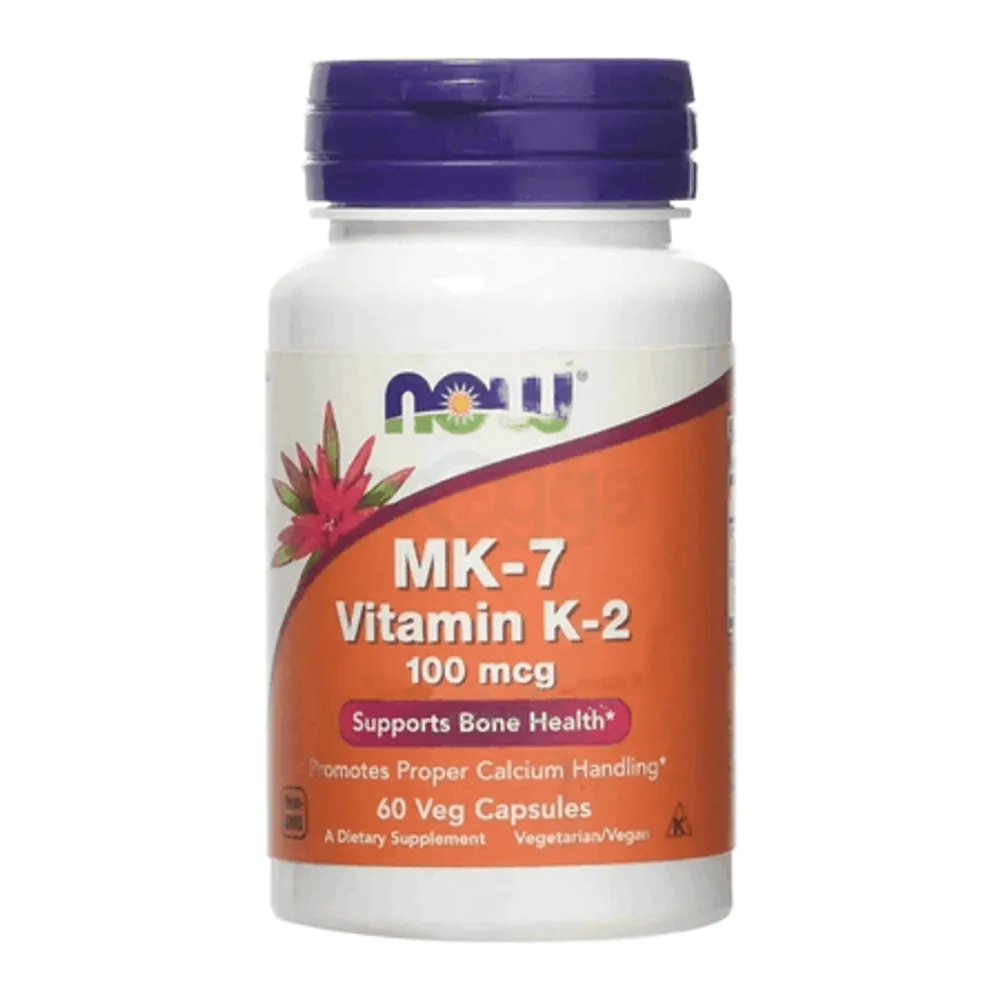 NOW®
MK-7
Vitamin K-2
100 mcg
Supports Bone Health*
Promotes Proper Calcium Handling*
60 Veg Capsules
A Dietary Supplement Vegetarian/Vegan
K